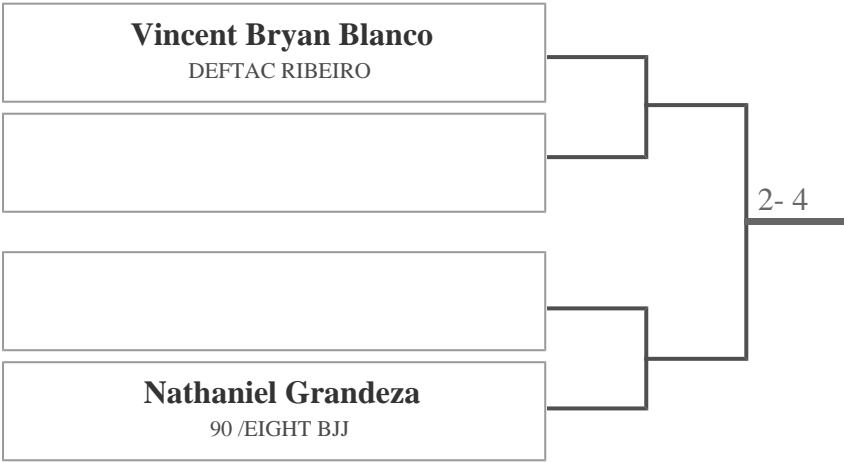 Vincent Bryan Blanco
DEFTAC RIBEIRO
2- 4
Nathaniel Grandeza
90 /EIGHT BJJ